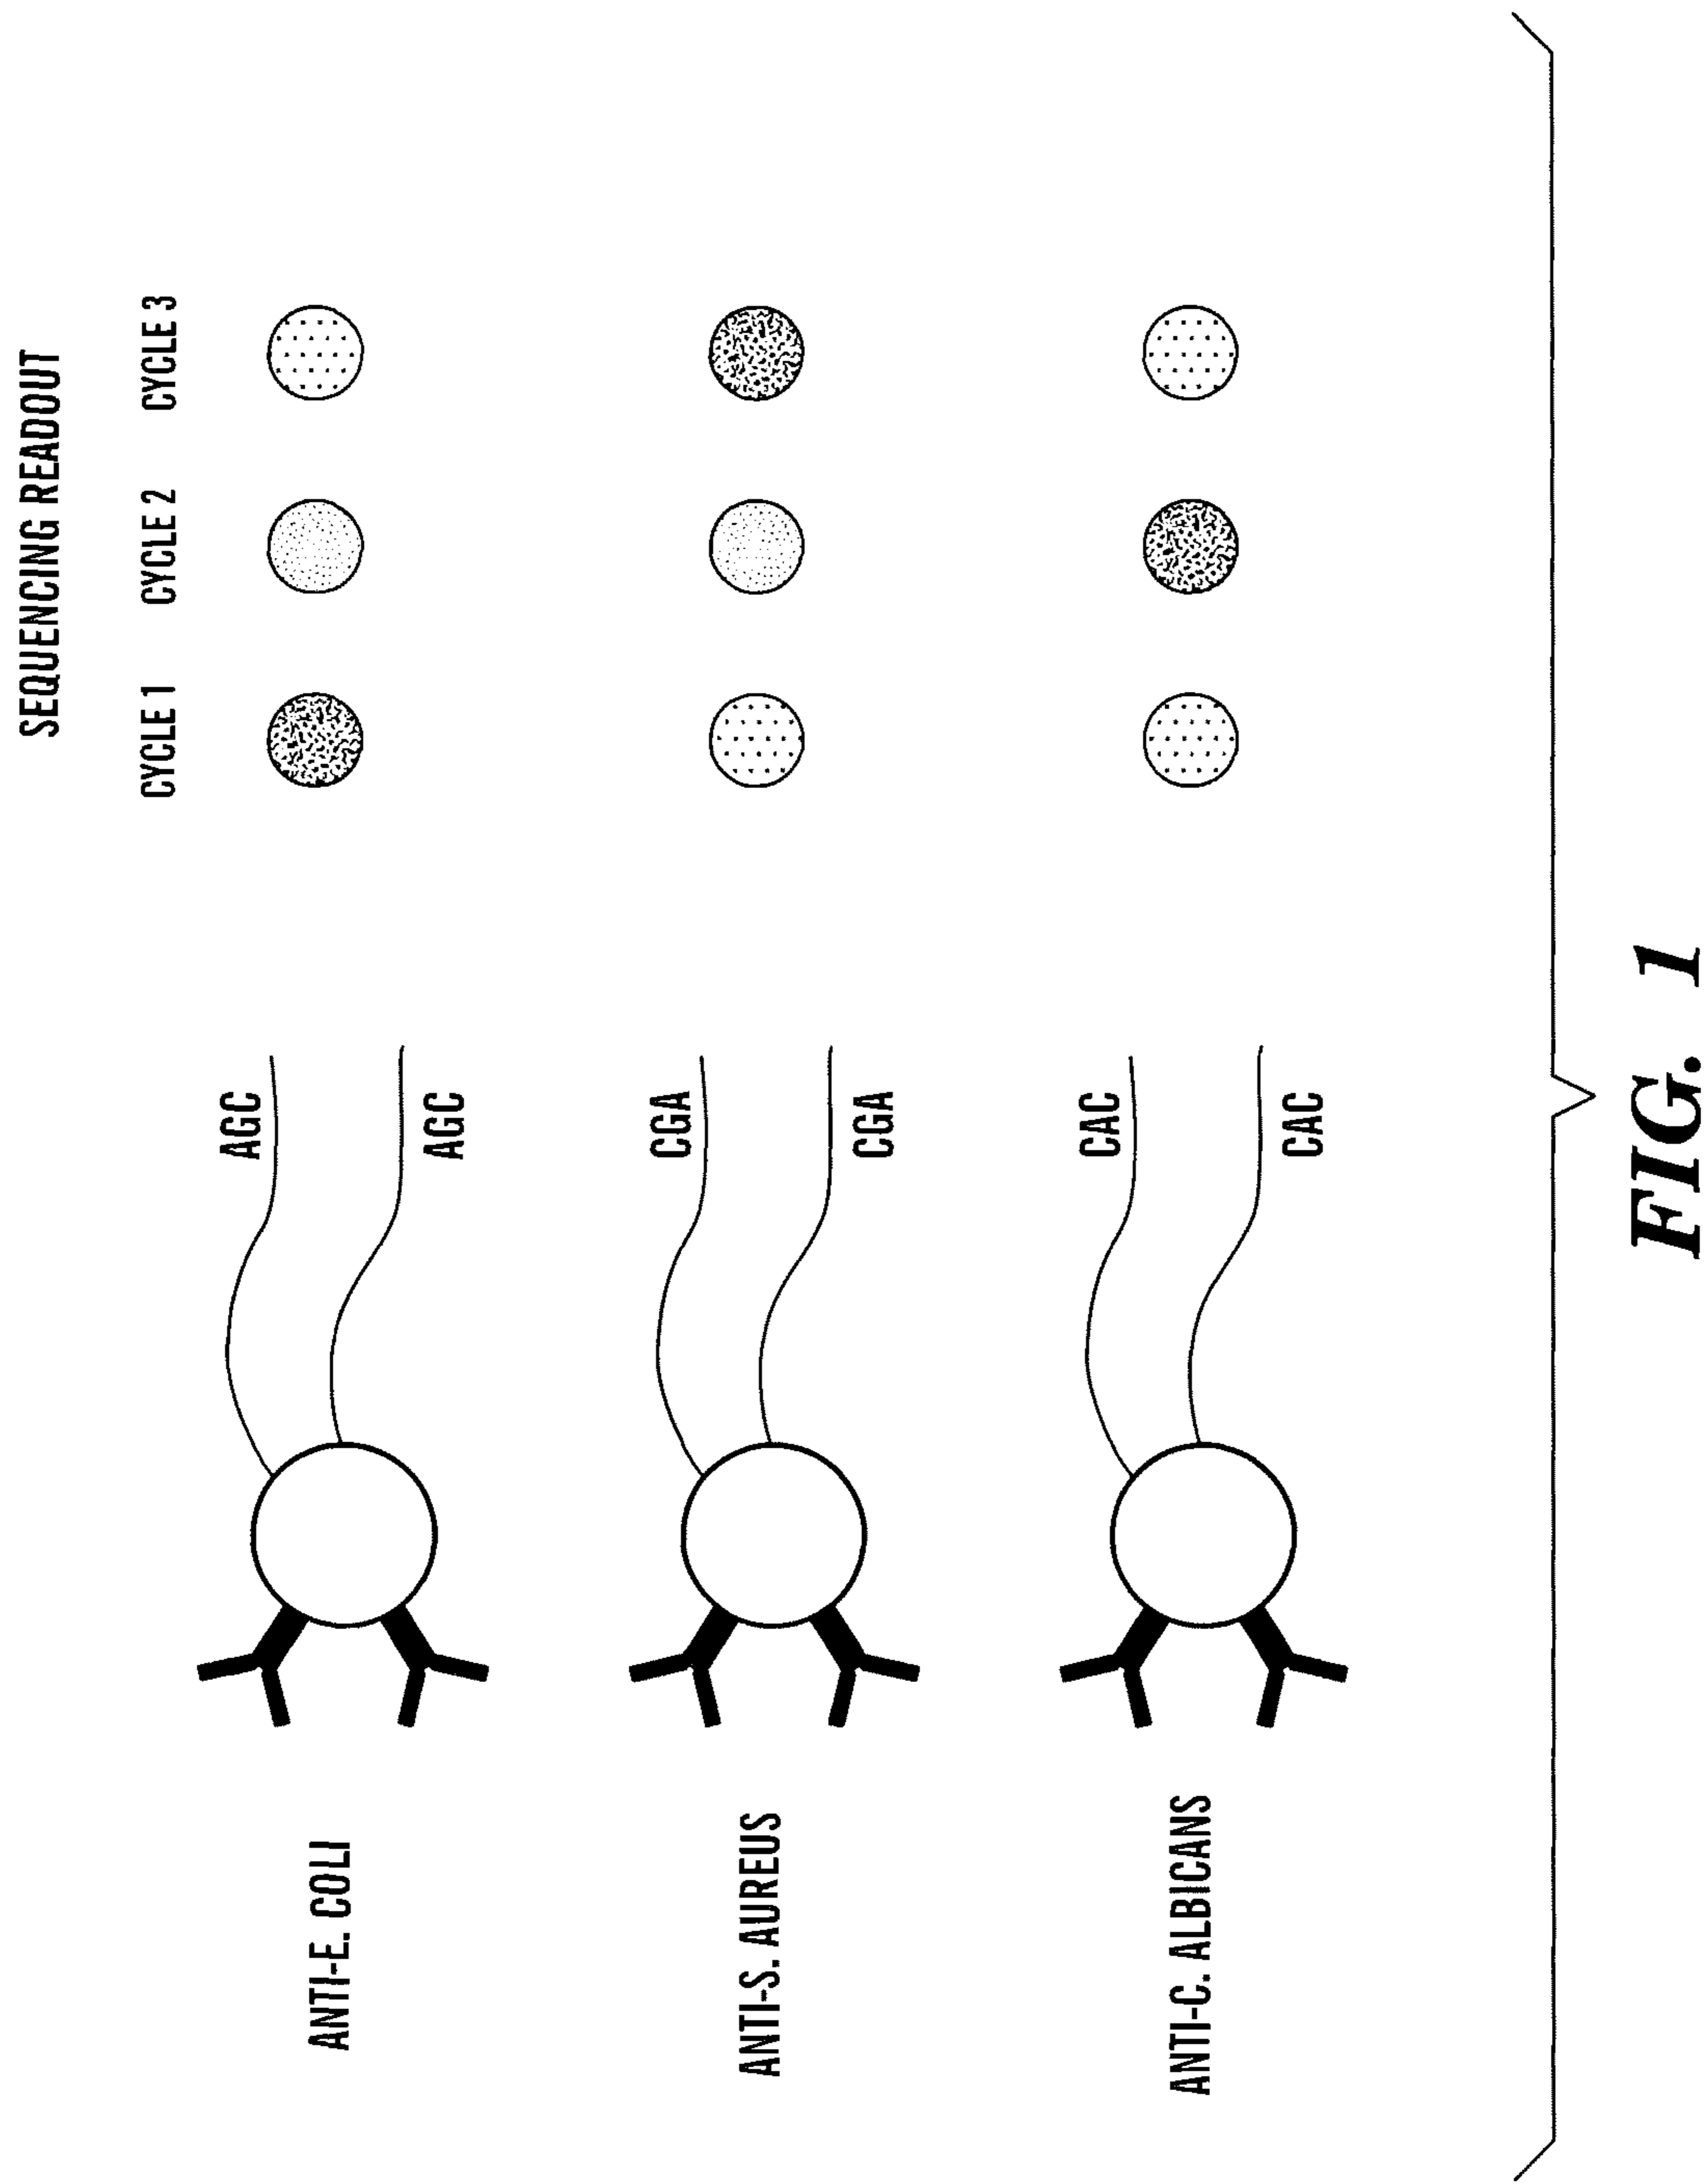 SEQUENCING READOUT
CYCLE 1 CYCLE 2 CYCLE 3
AGC
ANTI-E. COLI
AGC
CGA
ANTI-S. AUREUS
CGA
CAC
ANTI-C. ALBICANS
CAC
FIG. 1